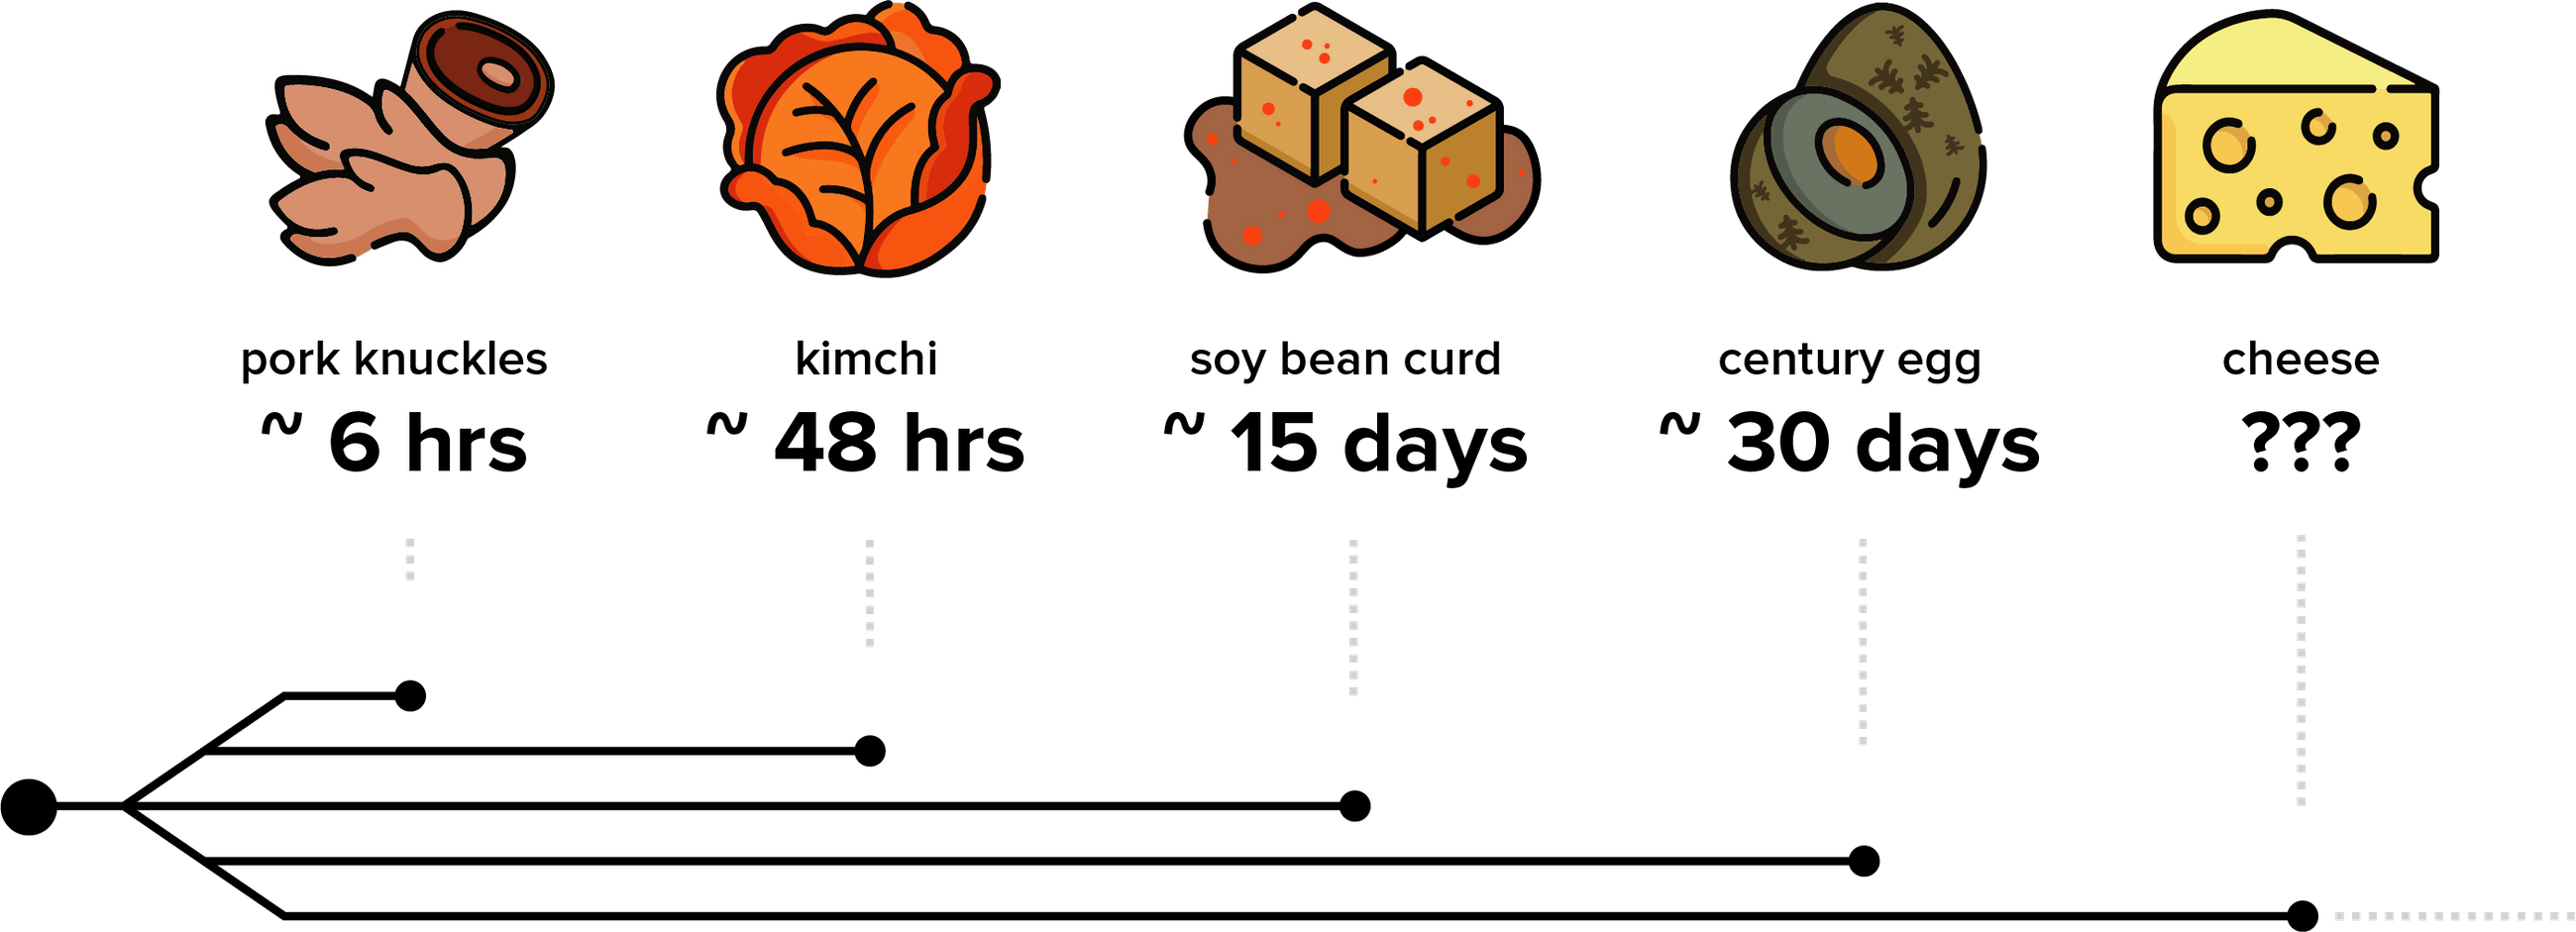 pork knuckles
~ 6 hrs
kimchi
~ 48 hrs
soy bean curd
~ 15 days
century egg
~ 30 days
cheese
???